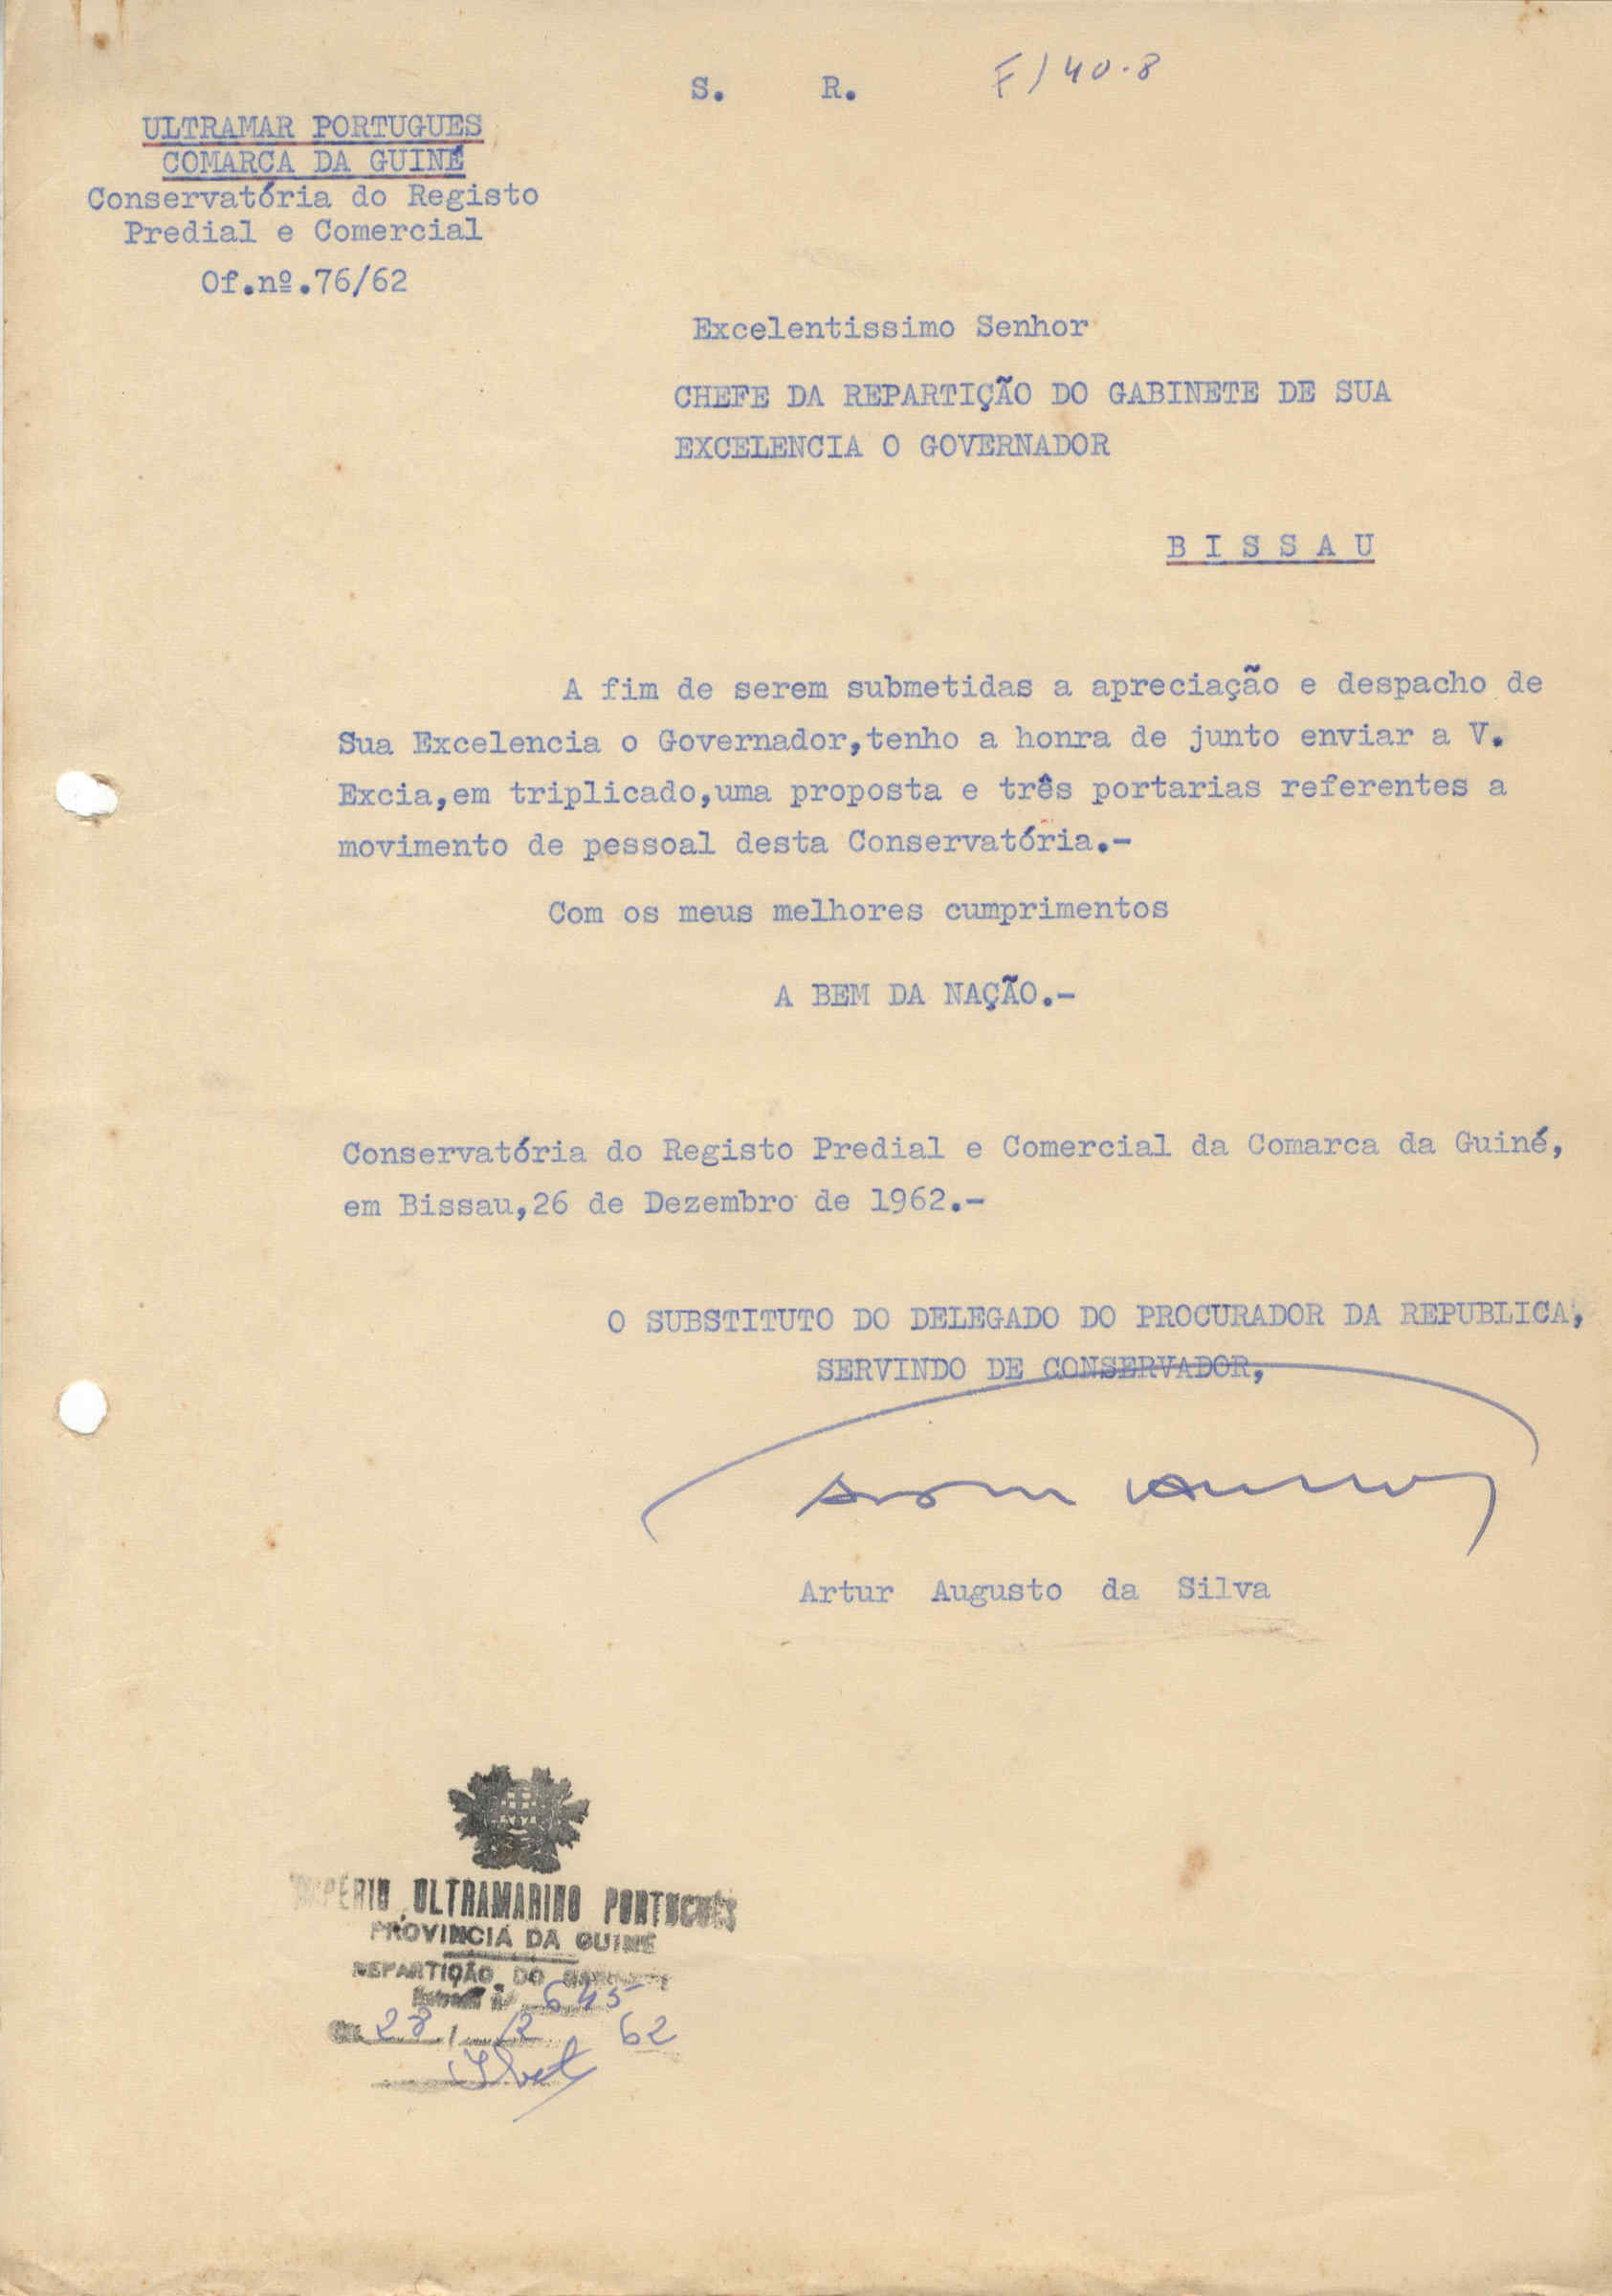 S. R. F/40.8
ULTRAMAR PORTUGUES
COMARCA DA GUINÉ
Conservatória do Registo
Predial e Comercial
Of.nº.76/62
Excelentissimo Senhor
CHEFE DA REPARTIÇÃO DO GABINETE DE SUA
EXCELENCIA O GOVERNADOR
B I S S A U
A fim de serem submetidas a apreciação e despacho de
Sua Excelencia o Governador,tenho a honra de junto enviar a V.
Excia,em triplicado,uma proposta e três portarias referentes a
movimento de pessoal desta Conservatória.-
Com os meus melhores cumprimentos
A BEM DA NAÇÃO.-
Conservatória do Registo Predial e Comercial da Comarca da Guiné,
em Bissau,26 de Dezembro de 1962.-
O SUBSTITUTO DO DELEGADO DO PROCURADOR DA REPUBLICA,
SERVINDO DE CONSERVADOR,
Artur Augusto da Silva
IMPÉRIO ULTRAMARINO PORTUGUÊS
PROVINCIA DA GUINÉ
REPARTIÇÃO DO GABINETE
645
28 / 12 62